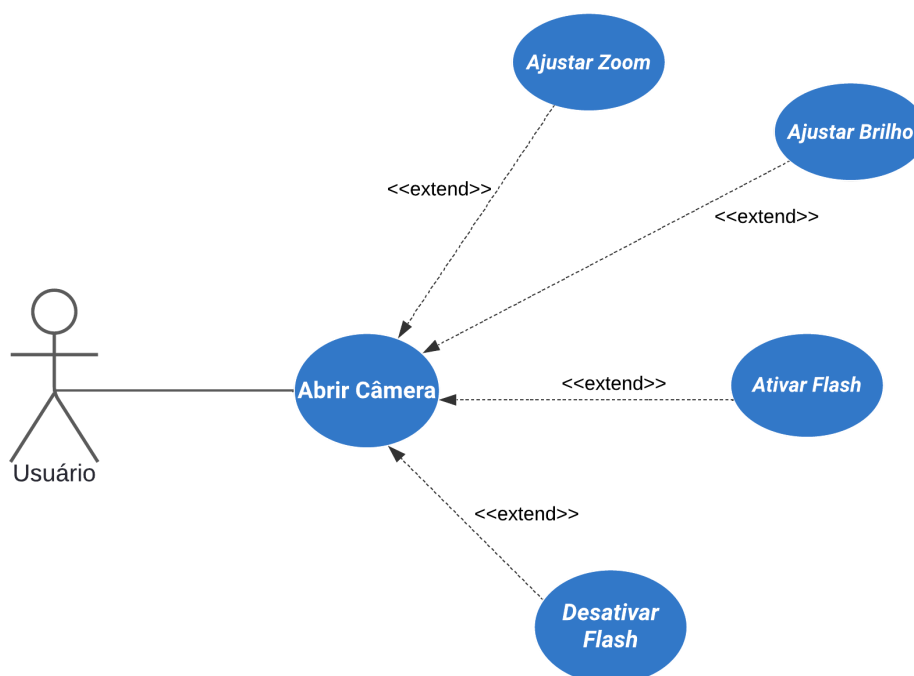 Ajustar Zoom
Ajustar Brilho
<<extend>>
<<extend>>
Abrir Câmera
<<extend>>
Ativar Flash
Usuário
<<extend>>
Desativar
Flash